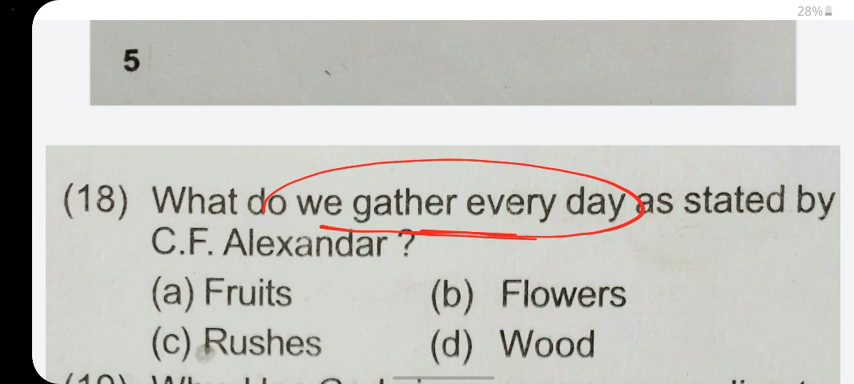 28%
5
(18) What do we gather every day as stated by
C.F. Alexandar ?
(a) Fruits (b) Flowers
(c) Rushes (d) Wood